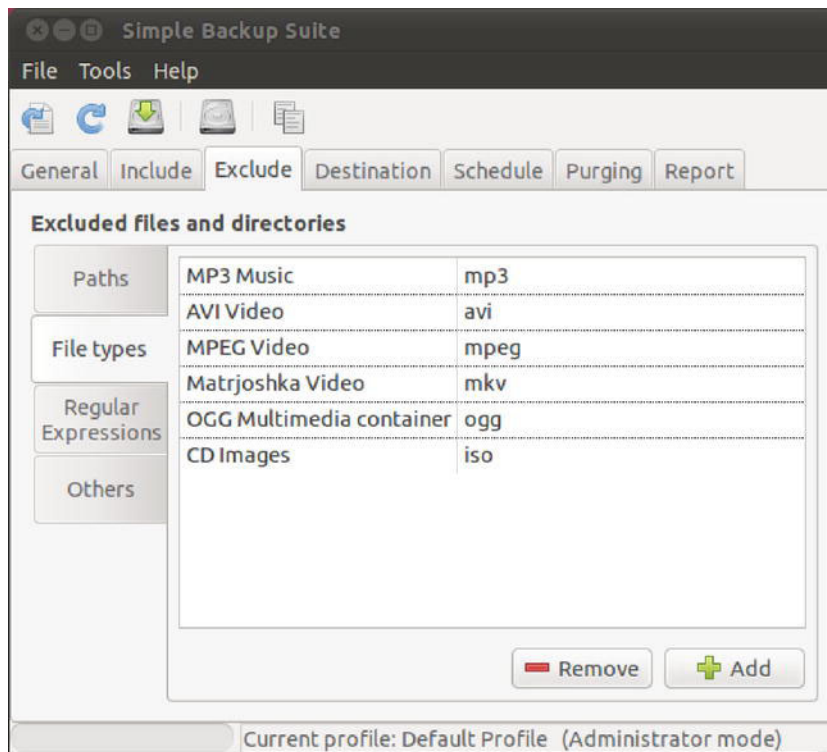 Simple Backup Suite
File Tools Help
General Include Exclude Destination Schedule Purging Report
Excluded files and directories
Paths
File types
Regular
Expressions
Others
MP3 Music mp3
AVI Video avi
MPEG Video mpeg
Matrjoshka Video mkv
OGG Multimedia container ogg
CD Images iso
Remove Add
Current profile: Default Profile (Administrator mode)